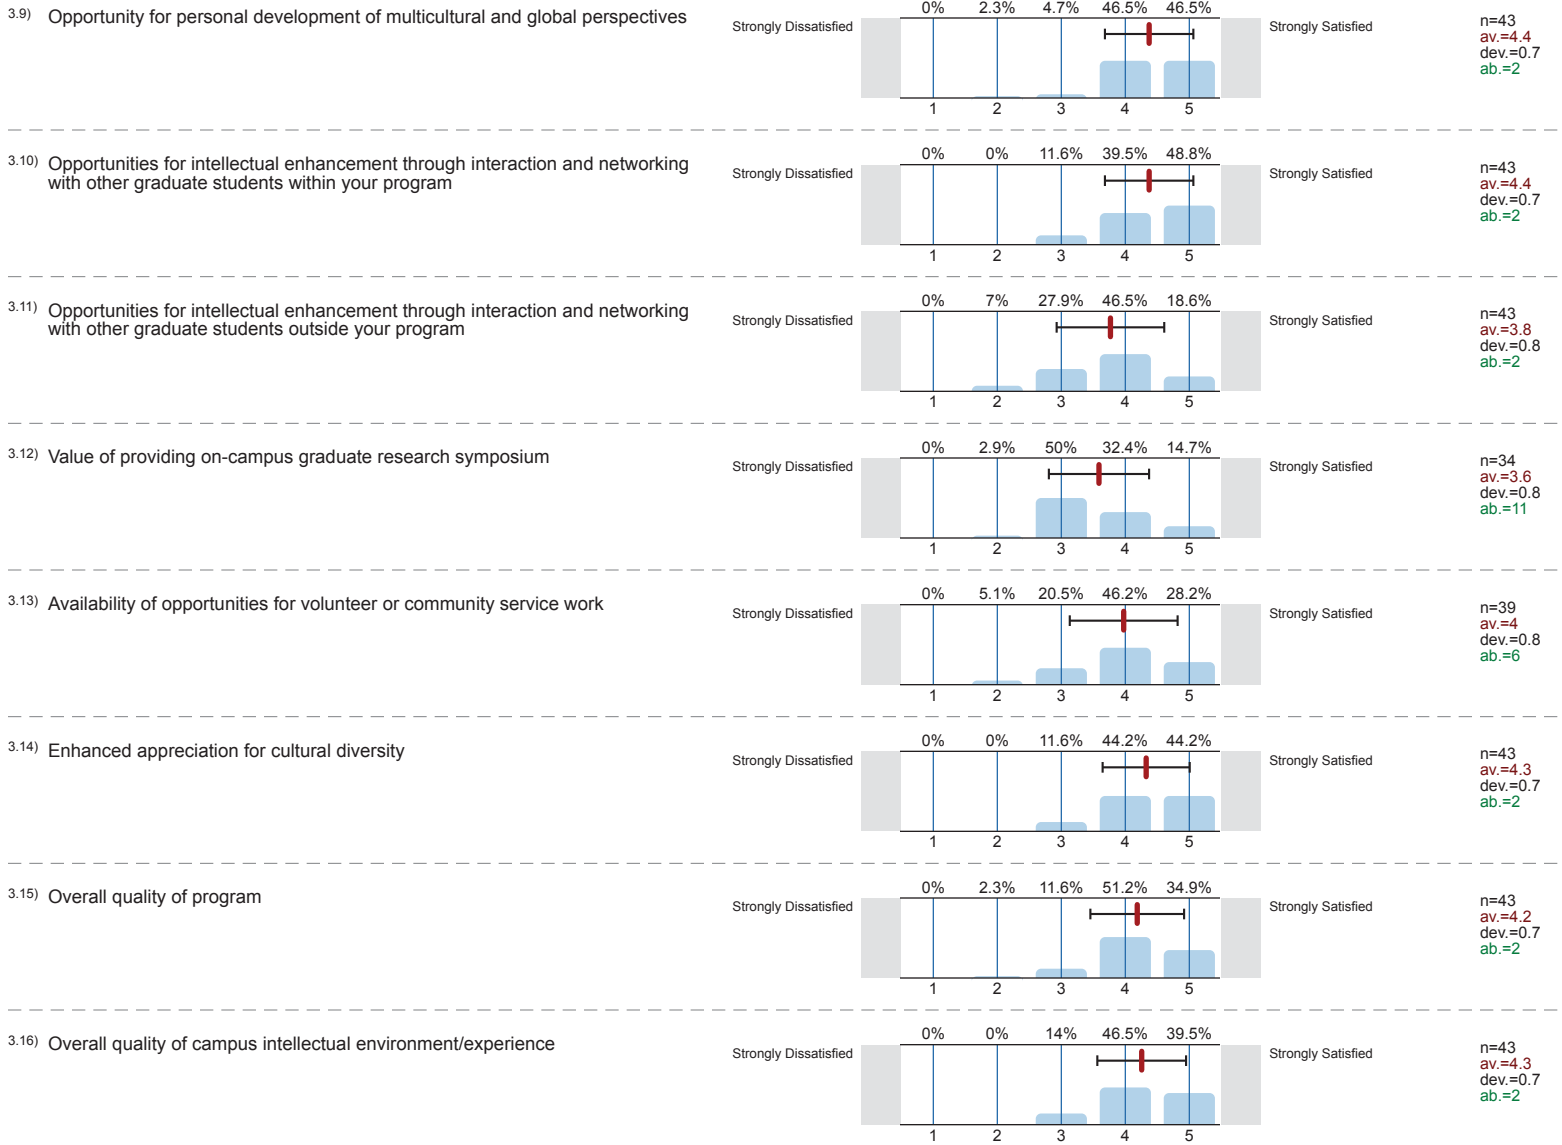 3.9) Opportunity for personal development of multicultural and global perspectives
0% 2.3% 4.7% 46.5% 46.5%
Strongly Dissatisfied Strongly Satisfied
n=43
av.=4.4
dev.=0.7
ab.=2
1 2 3 4 5
3.10) Opportunities for intellectual enhancement through interaction and networking
with other graduate students within your program
0% 0% 11.6% 39.5% 48.8%
Strongly Dissatisfied Strongly Satisfied
n=43
av.=4.4
dev.=0.7
ab.=2
1 2 3 4 5
3.11) Opportunities for intellectual enhancement through interaction and networking
with other graduate students outside your program
0% 7% 27.9% 46.5% 18.6%
Strongly Dissatisfied Strongly Satisfied
n=43
av.=3.8
dev.=0.8
ab.=2
1 2 3 4 5
3.12) Value of providing on-campus graduate research symposium
0% 2.9% 50% 32.4% 14.7%
Strongly Dissatisfied Strongly Satisfied
n=34
av.=3.6
dev.=0.8
ab.=11
1 2 3 4 5
3.13) Availability of opportunities for volunteer or community service work
0% 5.1% 20.5% 46.2% 28.2%
Strongly Dissatisfied Strongly Satisfied
n=39
av.=4
dev.=0.8
ab.=6
1 2 3 4 5
3.14) Enhanced appreciation for cultural diversity
0% 0% 11.6% 44.2% 44.2%
Strongly Dissatisfied Strongly Satisfied
n=43
av.=4.3
dev.=0.7
ab.=2
1 2 3 4 5
3.15) Overall quality of program
0% 2.3% 11.6% 51.2% 34.9%
Strongly Dissatisfied Strongly Satisfied
n=43
av.=4.2
dev.=0.7
ab.=2
1 2 3 4 5
3.16) Overall quality of campus intellectual environment/experience
0% 0% 14% 46.5% 39.5%
Strongly Dissatisfied Strongly Satisfied
n=43
av.=4.3
dev.=0.7
ab.=2
1 2 3 4 5